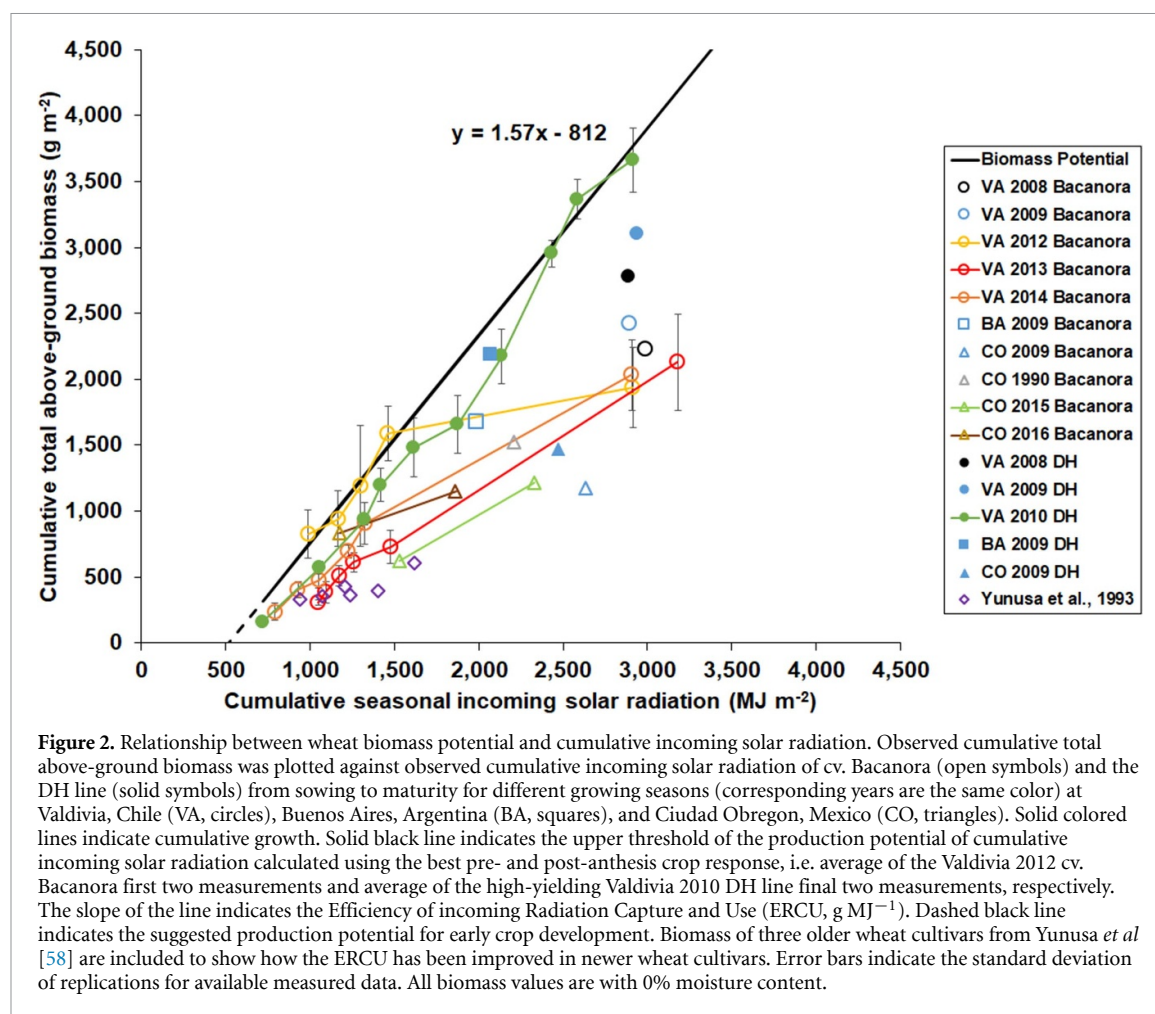 4,500
4,000
3,500
3,000
2,500
2,000
1,500
1,000
500
0
Cumulative total above-ground biomass (g m-2)
y = 1.57x - 812
0 500 1,000 1,500 2,000 2,500 3,000 3,500 4,000 4,500
Cumulative seasonal incoming solar radiation (MJ m-2)
Biomass Potential
VA 2008 Bacanora
VA 2009 Bacanora
VA 2012 Bacanora
VA 2013 Bacanora
VA 2014 Bacanora
BA 2009 Bacanora
CO 2009 Bacanora
CO 1990 Bacanora
CO 2015 Bacanora
CO 2016 Bacanora
VA 2008 DH
VA 2009 DH
VA 2010 DH
BA 2009 DH
CO 2009 DH
Yunusa et al., 1993
Figure 2. Relationship between wheat biomass potential and cumulative incoming solar radiation. Observed cumulative total
above-ground biomass was plotted against observed cumulative incoming solar radiation of cv. Bacanora (open symbols) and the
DH line (solid symbols) from sowing to maturity for different growing seasons (corresponding years are the same color) at
Valdivia, Chile (VA, circles), Buenos Aires, Argentina (BA, squares), and Ciudad Obregon, Mexico (CO, triangles). Solid colored
lines indicate cumulative growth. Solid black line indicates the upper threshold of the production potential of cumulative
incoming solar radiation calculated using the best pre- and post-anthesis crop response, i.e. average of the Valdivia 2012 cv.
Bacanora first two measurements and average of the high-yielding Valdivia 2010 DH line final two measurements, respectively.
The slope of the line indicates the Efficiency of incoming Radiation Capture and Use (ERCU, g MJ−1). Dashed black line
indicates the suggested production potential for early crop development. Biomass of three older wheat cultivars from Yunusa et al
[58] are included to show how the ERCU has been improved in newer wheat cultivars. Error bars indicate the standard deviation
of replications for available measured data. All biomass values are with 0% moisture content.